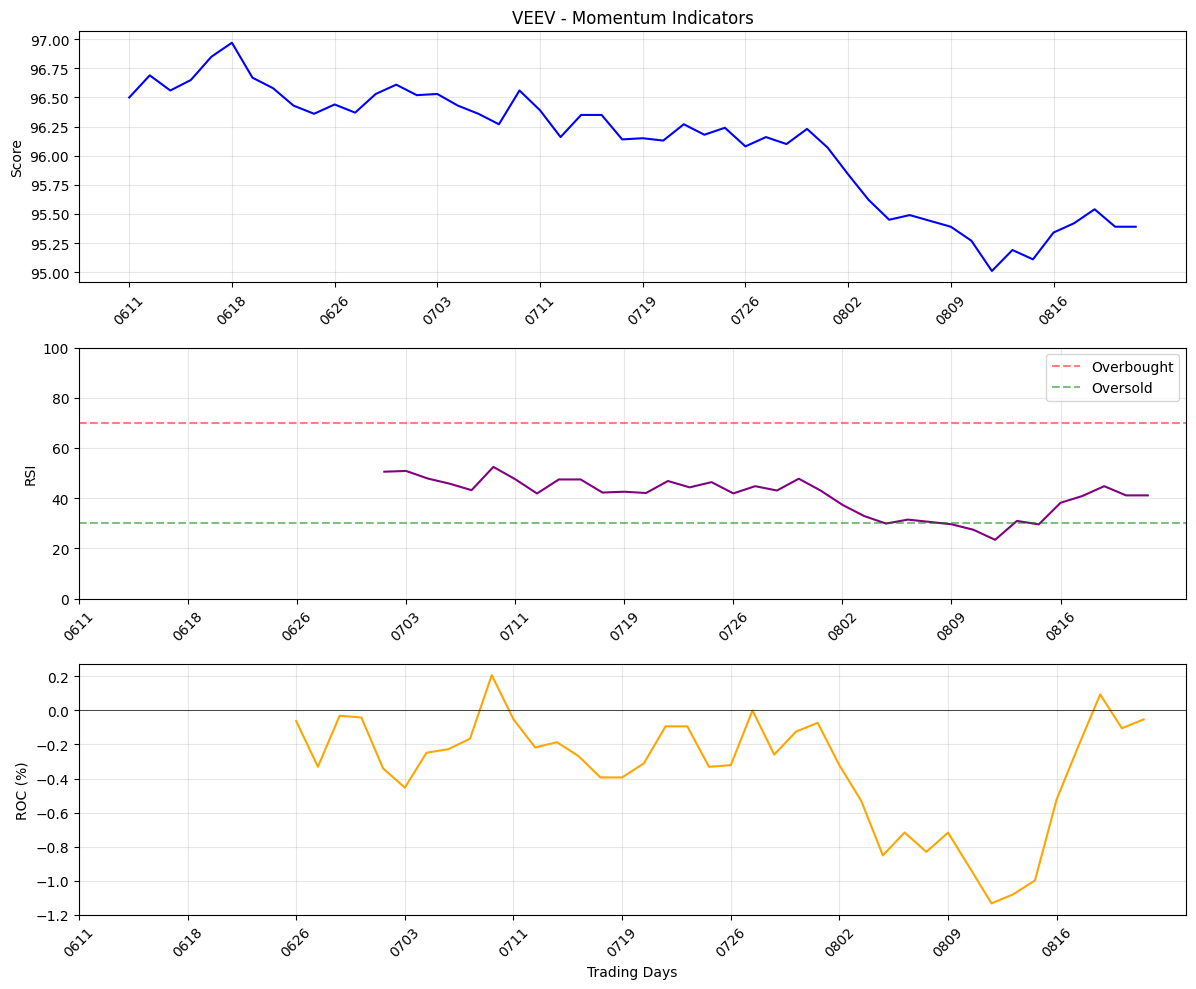 VEEV - Momentum Indicators
Score
97.00
96.75
96.50
96.25
96.00
95.75
95.50
95.25
95.00
0611 0618 0626 0703 0711 0719 0726 0802 0809 0816
RSI
100
80
60
40
20
0
Overbought
Oversold
0611 0618 0626 0703 0711 0719 0726 0802 0809 0816
ROC (%)
0.2
0.0
−0.2
−0.4
−0.6
−0.8
−1.0
−1.2
0611 0618 0626 0703 0711 0719 0726 0802 0809 0816
Trading Days